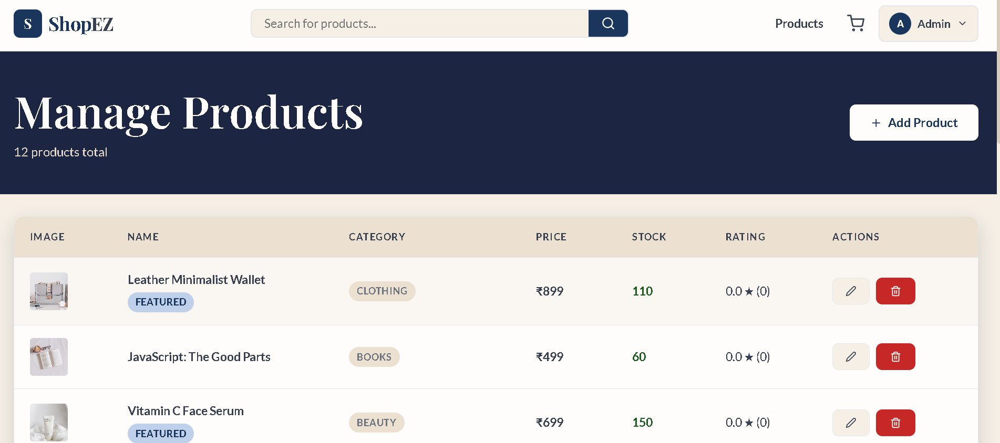 S ShopEZ Search for products... Products A Admin
Manage Products
+ Add Product
12 products total
IMAGE NAME CATEGORY PRICE STOCK RATING ACTIONS
Leather Minimalist Wallet
FEATURED
CLOTHING ₹899 110 0.0 ★ (0)
JavaScript: The Good Parts BOOKS ₹499 60 0.0 ★ (0)
Vitamin C Face Serum
FEATURED
BEAUTY ₹699 150 0.0 ★ (0)